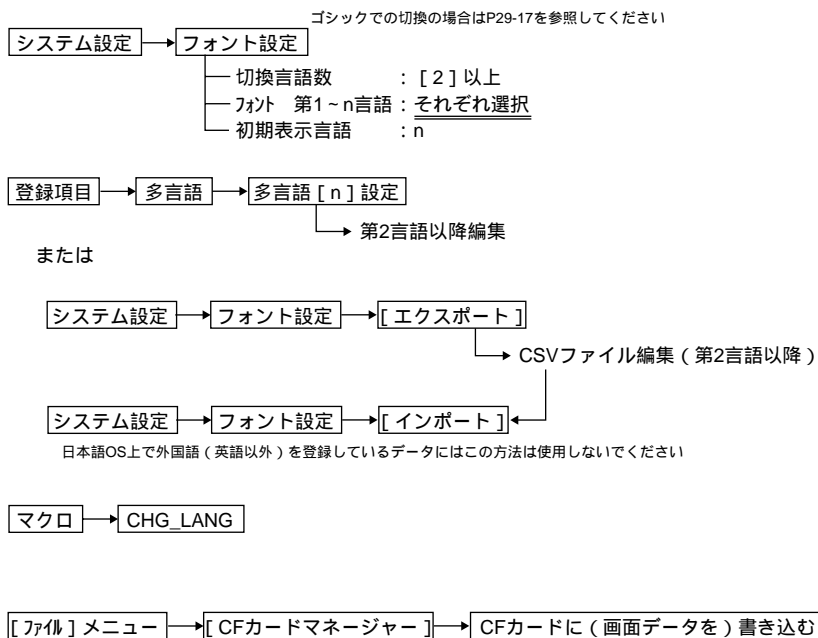 ゴシックでの切換の場合はP29-17を参照してください
システム設定 フォント設定
切換言語数 : [ 2 ] 以上
ﾌｫﾝﾄ 第1~n言語 : それぞれ選択
初期表示言語 : n
登録項目 多言語 多言語 [ n ] 設定
第2言語以降編集
または
システム設定 フォント設定 [ エクスポート ]
CSVファイル編集 ( 第2言語以降 )
システム設定 フォント設定 [ インポート ]
日本語OS上で外国語 ( 英語以外 ) を登録しているデータにはこの方法は使用しないでください
マクロ CHG_LANG
[ ﾌｧｲﾙ ] メニュー [ CFカードマネージャー ] CFカードに ( 画面データを ) 書き込む